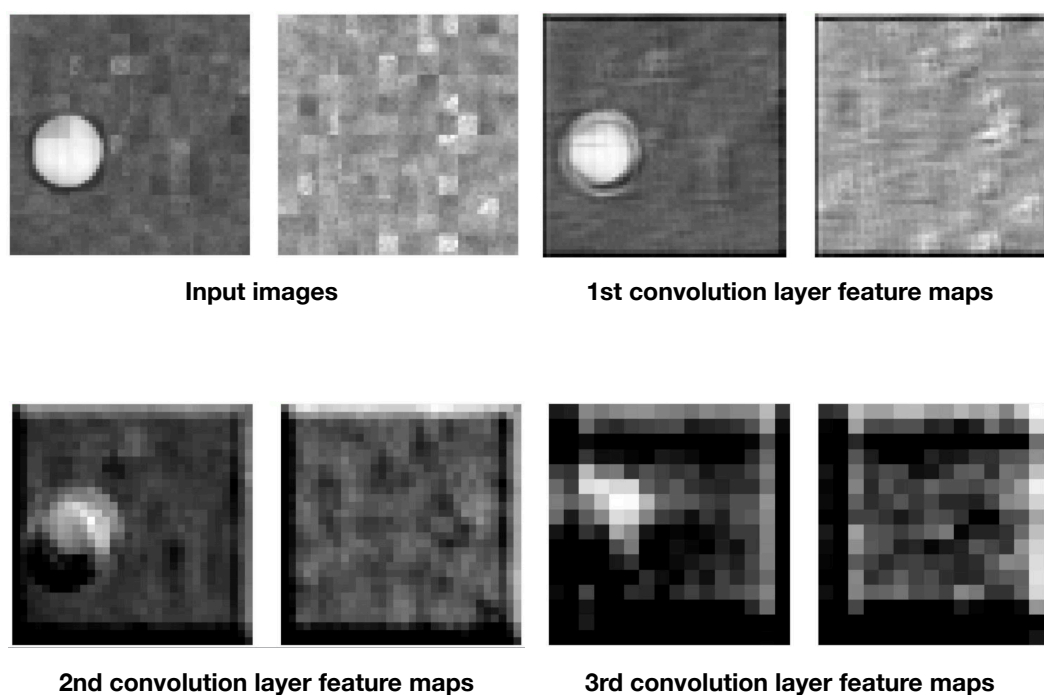 Input images
1st convolution layer feature maps
2nd convolution layer feature maps
3rd convolution layer feature maps